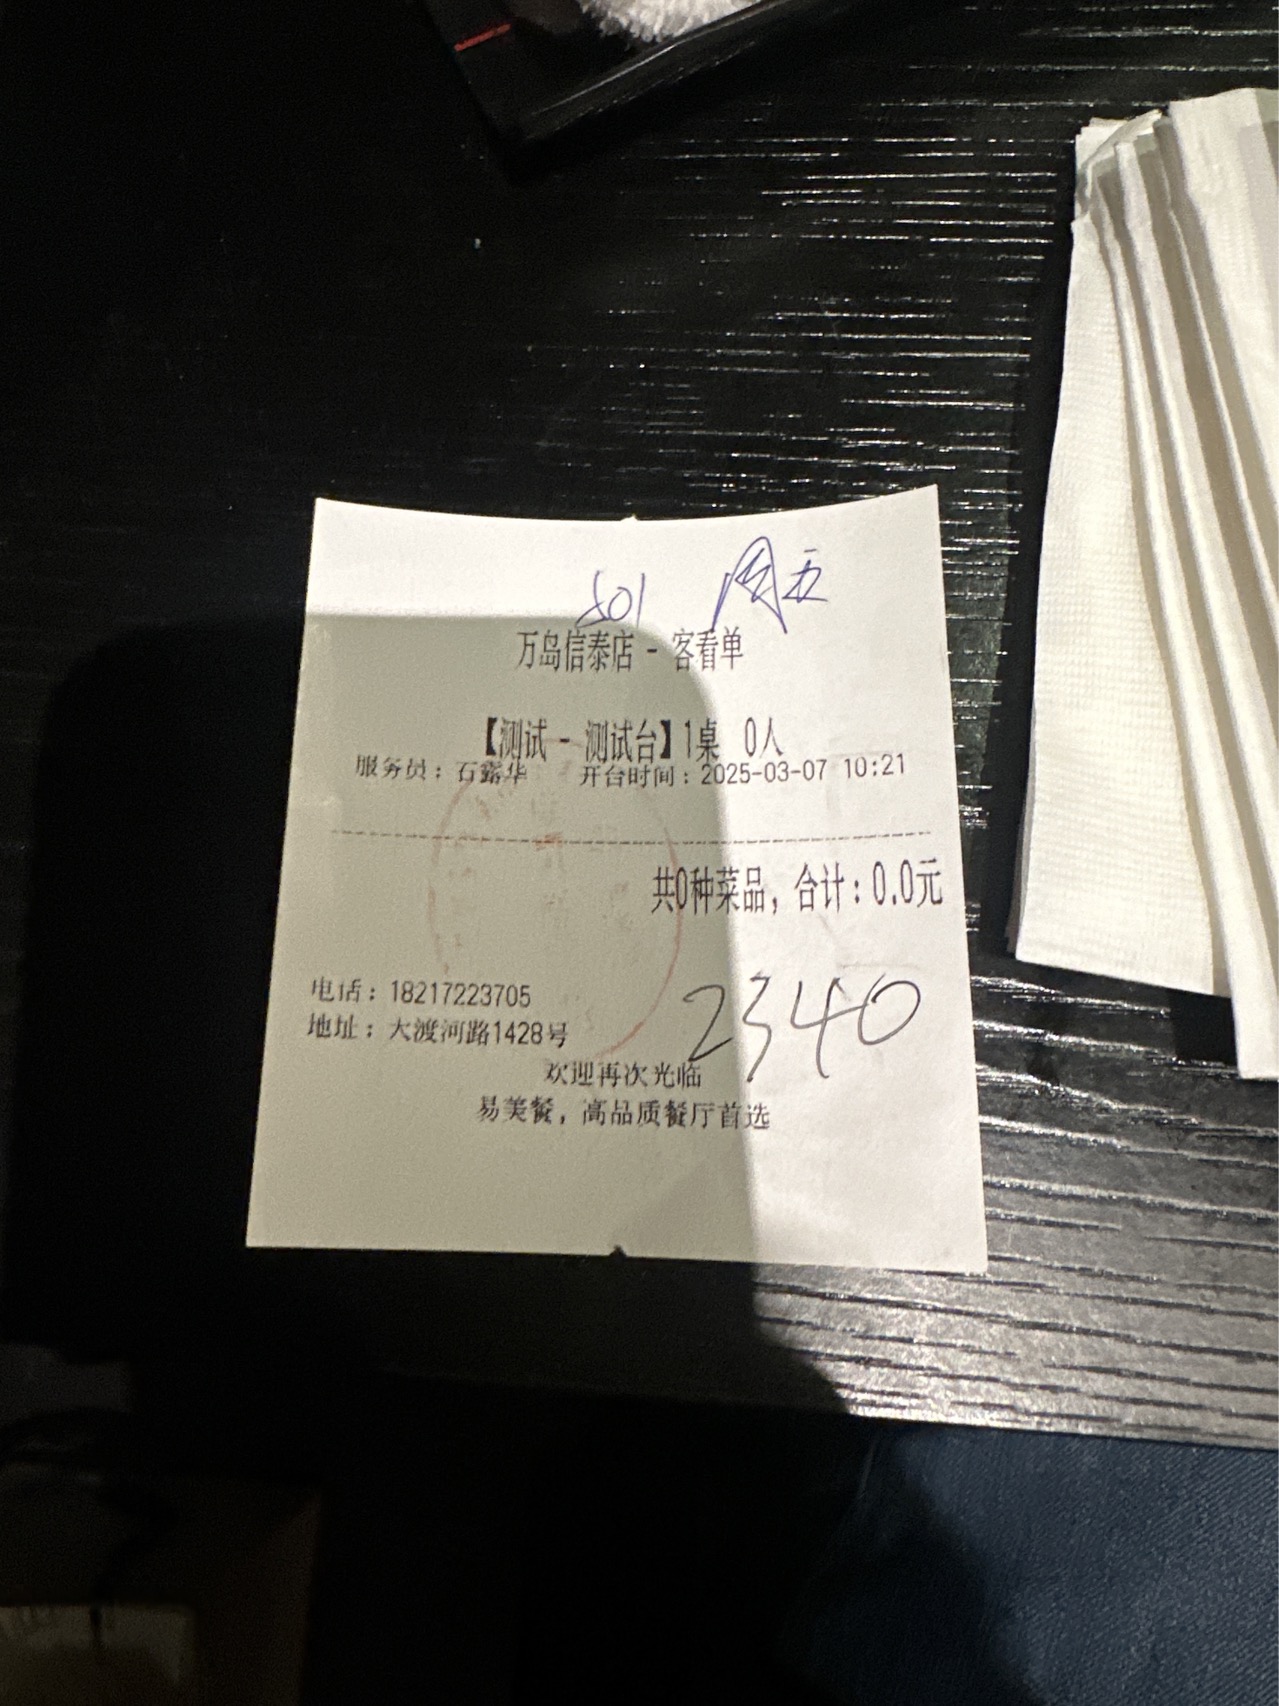 801 周五
万岛信泰店 - 客看单
【测试 - 测试台】1桌 0人
服务员：石露华 开台时间：2025-03-07 10:21
共0种菜品，合计：0.0元
2340
电话：18217223705
地址：大渡河路1428号
欢迎再次光临
易美餐，高品质餐厅首选